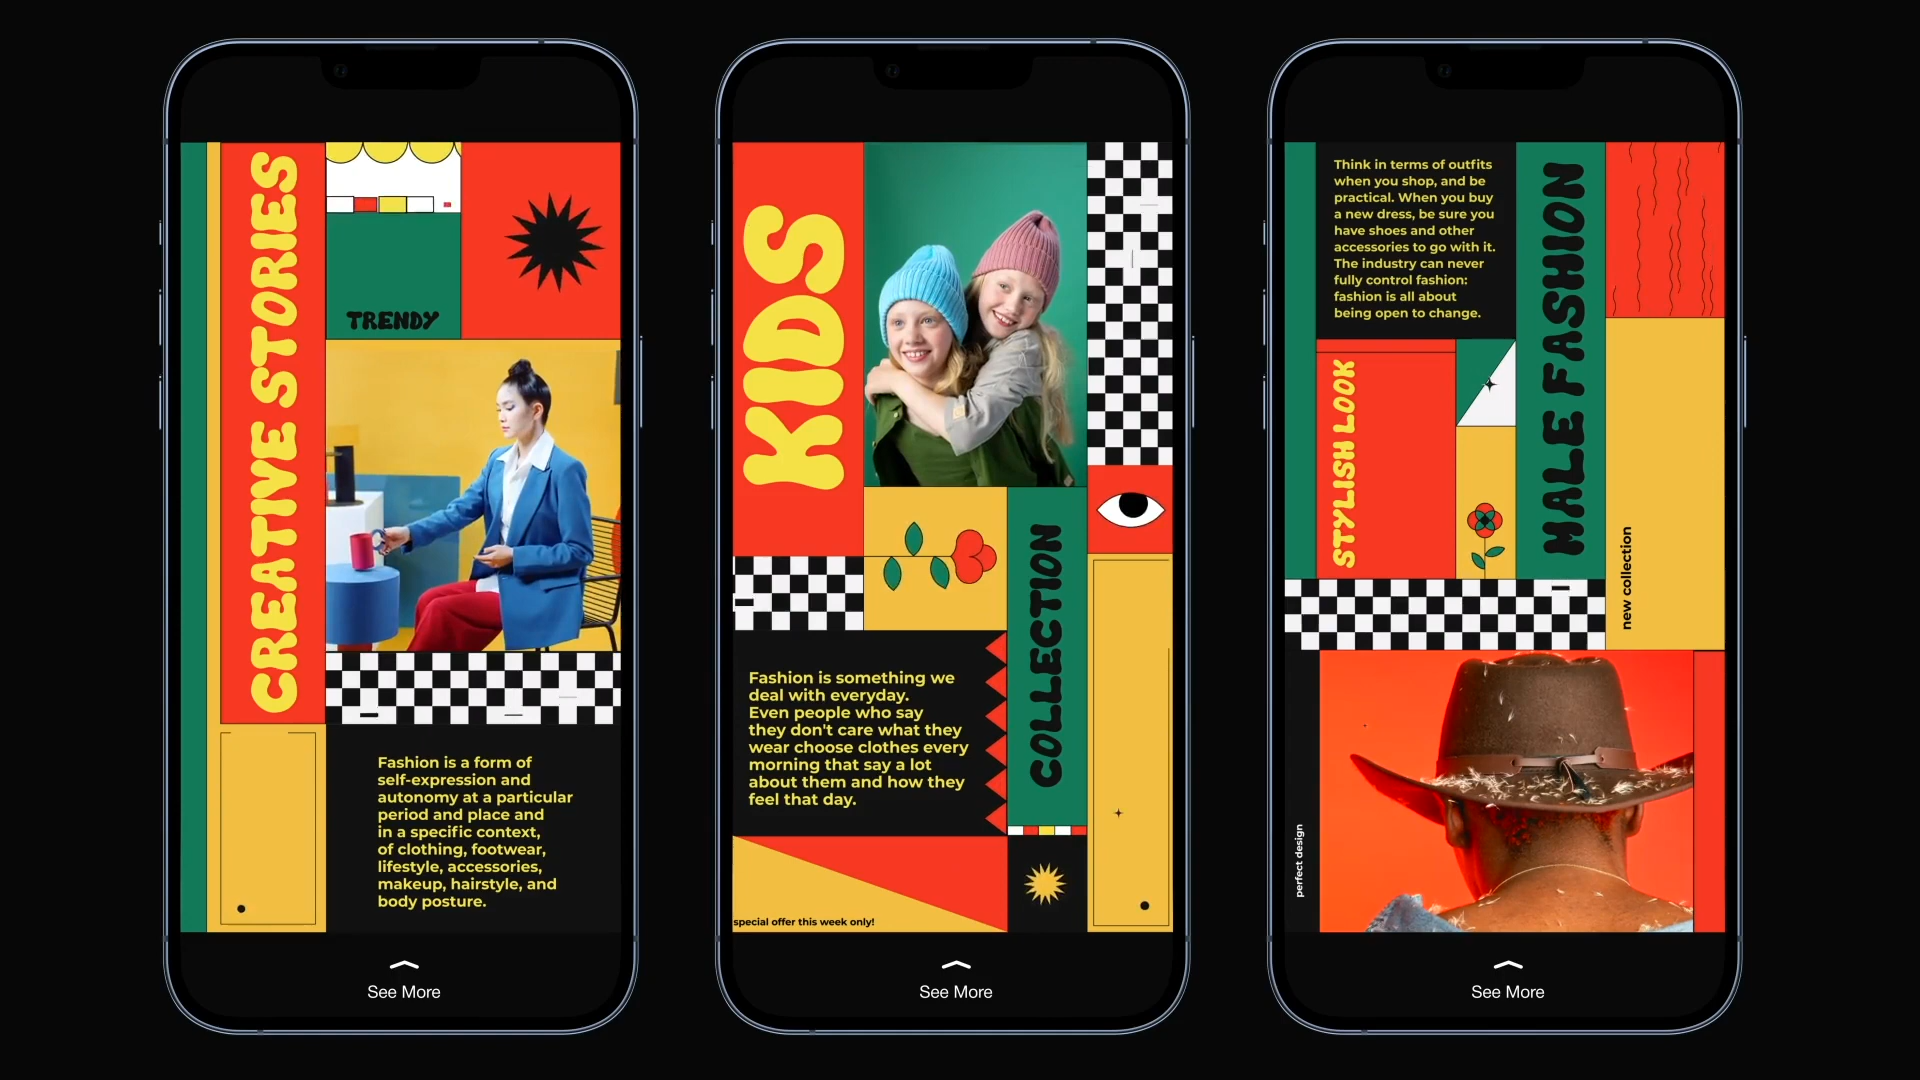 CREATIVE STORIES
TRENDY
Fashion is a form of
self-expression and
autonomy at a particular
period and place and
in a specific context,
of clothing, footwear,
lifestyle, accessories,
makeup, hairstyle, and
body posture.
See More
KIDS
COLLECTION
Fashion is something we
deal with everyday.
Even people who say
they don't care what they
wear choose clothes every
morning that say a lot
about them and how they
feel that day.
special offer this week only!
See More
Think in terms of outfits
when you shop, and be
practical. When you buy
a new dress, be sure you
have shoes and other
accessories to go with it.
The industry can never
fully control fashion:
fashion is all about
being open to change.
MALE FASHION
STYLISH LOOK
new collection
perfect design
See More